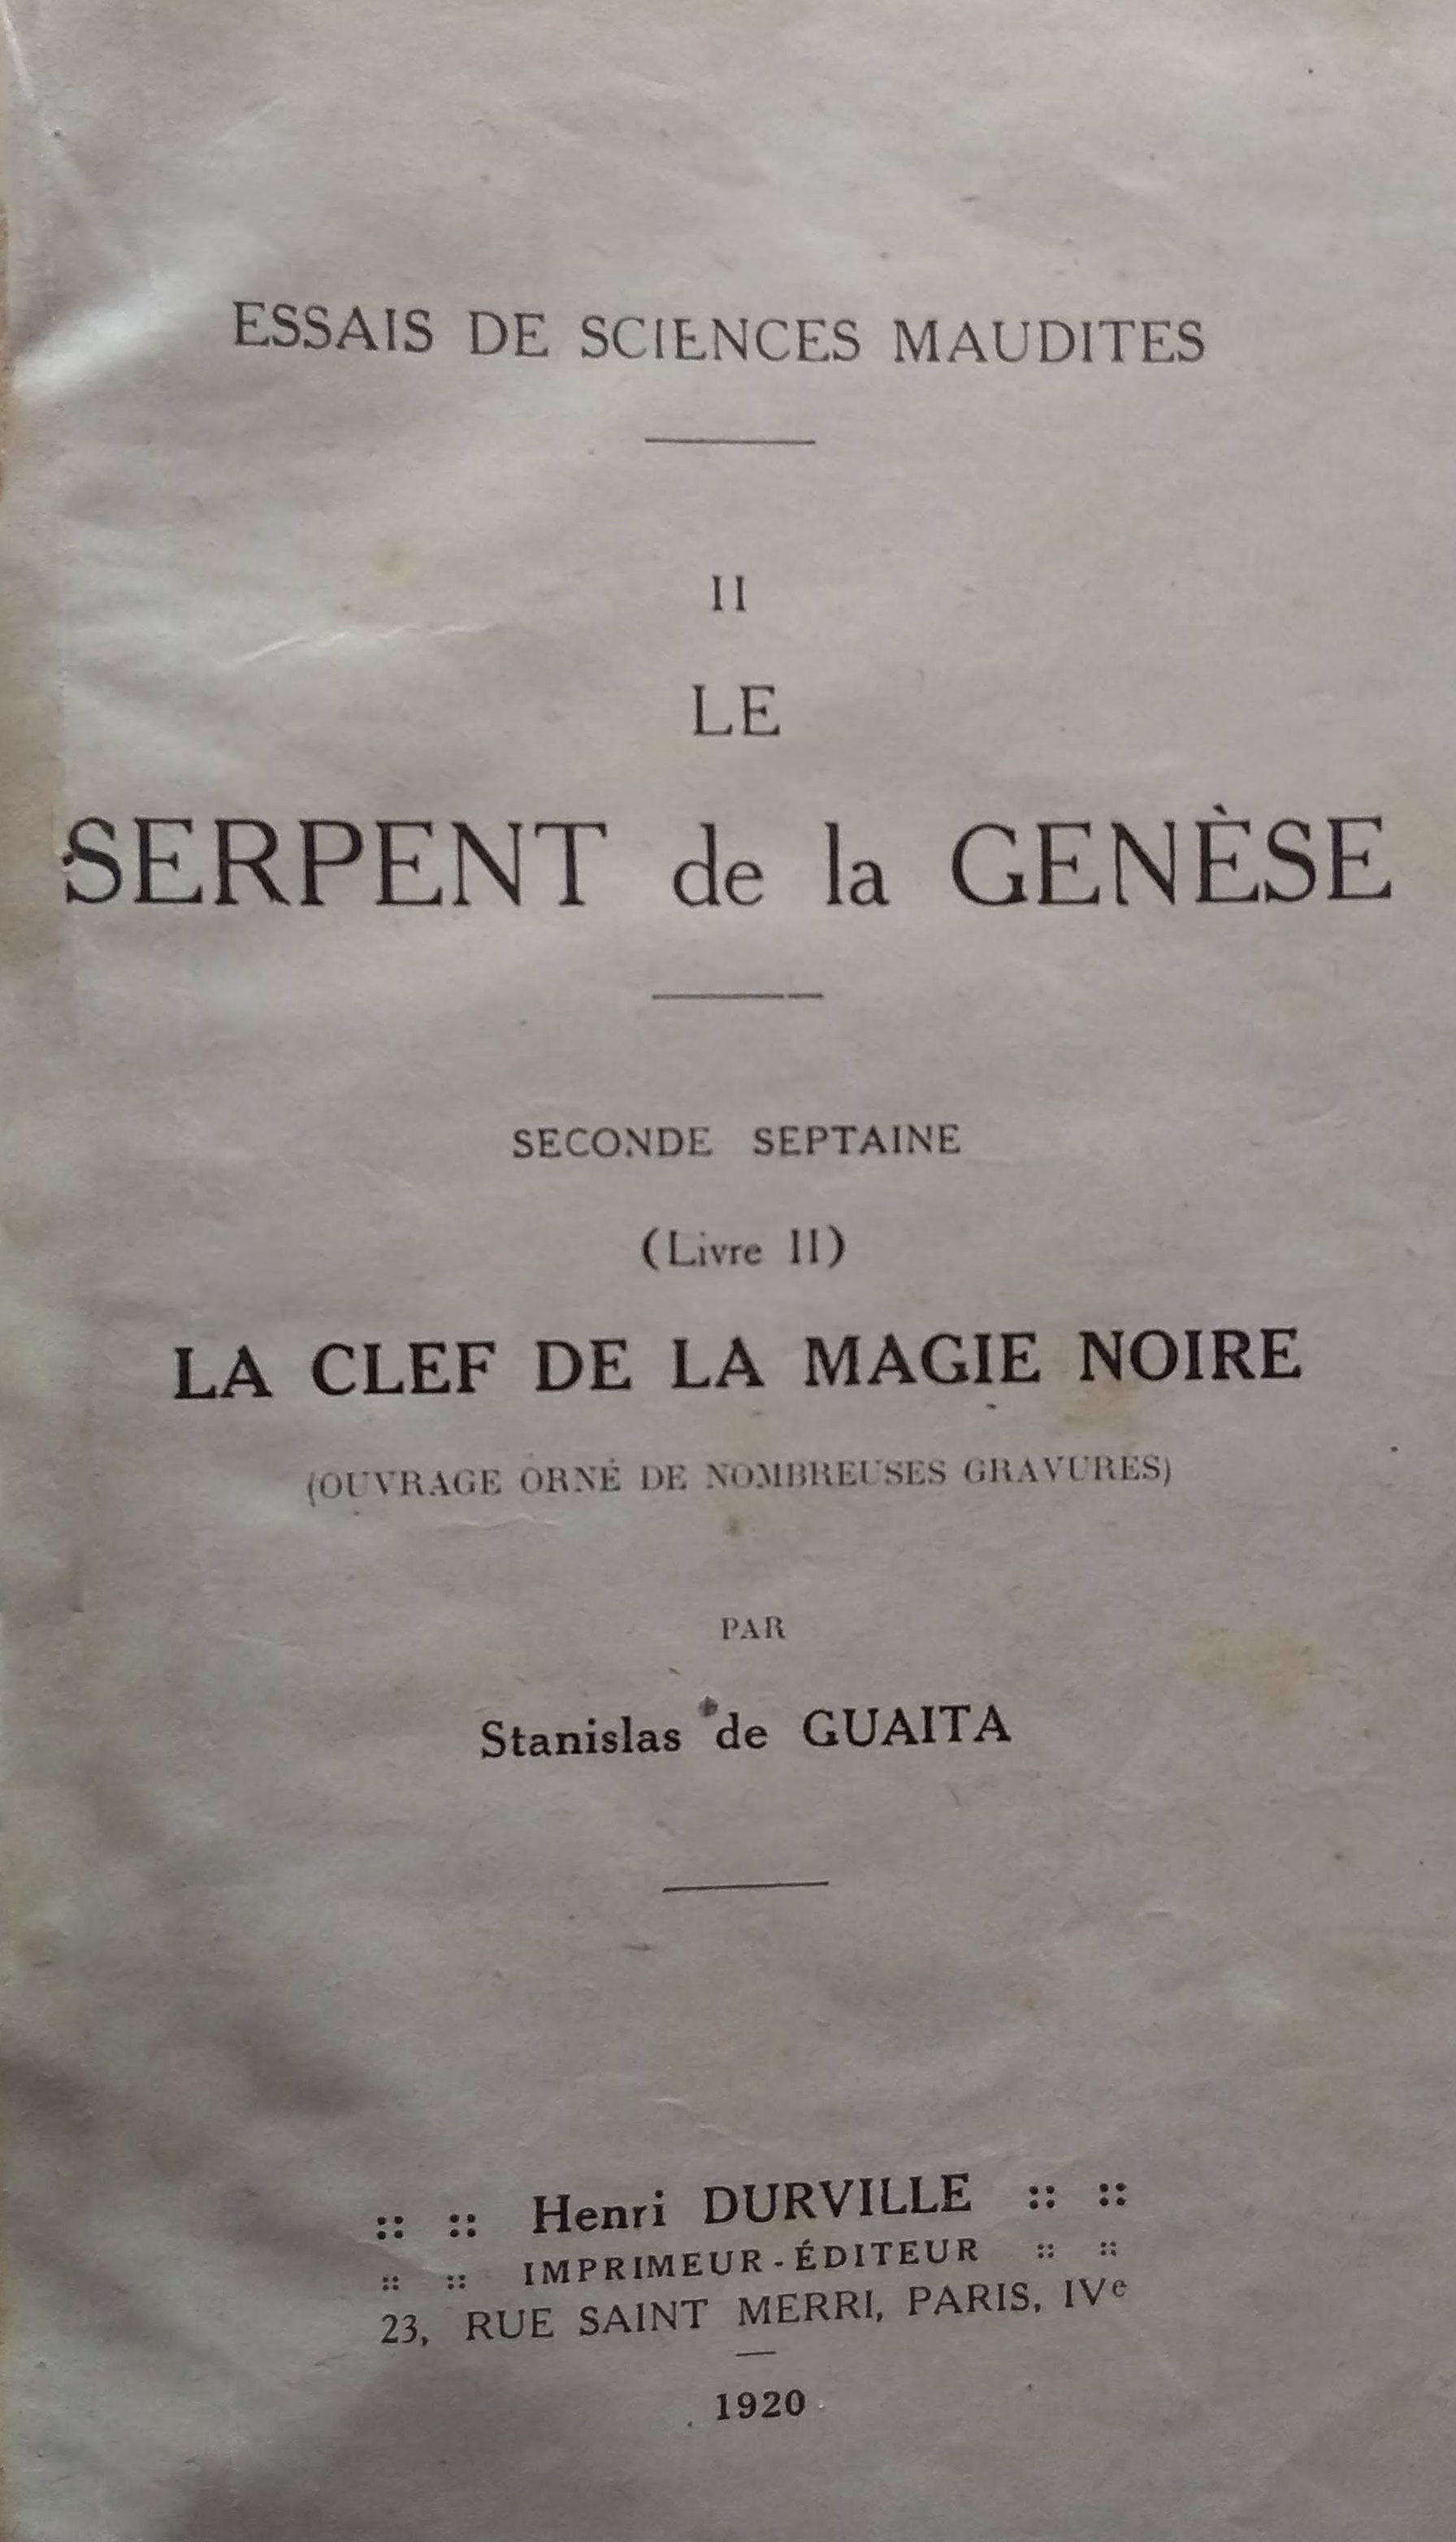 ESSAIS DE SCIENCES MAUDITES
II
LE
SERPENT de la GENÈSE
SECONDE SEPTAINE
(Livre II)
LA CLEF DE LA MAGIE NOIRE
(OUVRAGE ORNÉ DE NOMBREUSES GRAVURES)
PAR
Stanislas de GUAITA
:: :: Henri DURVILLE :: ::
:: :: IMPRIMEUR-ÉDITEUR :: ::
23, RUE SAINT MERRI, PARIS, IVe
1920